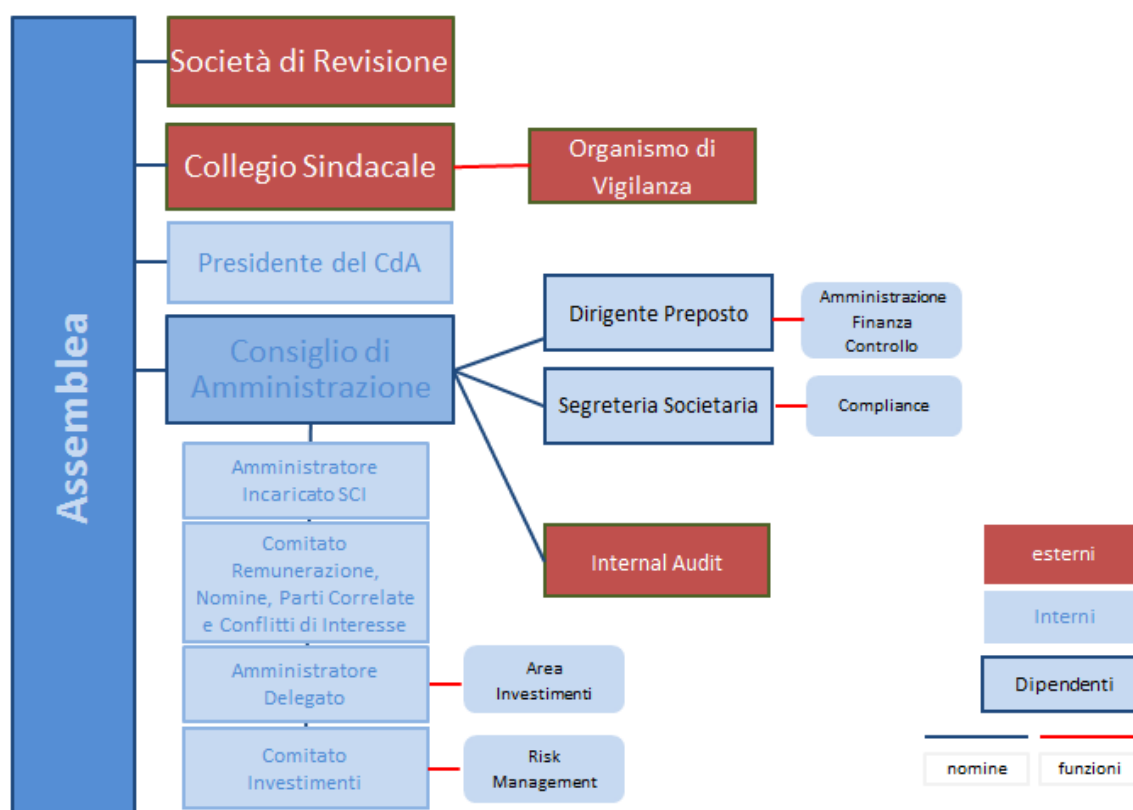 Assemblea
Società di Revisione
Collegio Sindacale
Organismo di
Vigilanza
Presidente del CdA
Consiglio di
Amministrazione
Dirigente Preposto
Amministrazione
Finanza
Controllo
Segreteria Societaria
Compliance
Internal Audit
Amministratore
Incaricato SCI
Comitato
Remunerazione,
Nomine, Parti Correlate
e Conflitti di Interesse
Amministratore
Delegato
Area
Investimenti
Comitato
Investimenti
Risk
Management
esterni
Interni
Dipendenti
nomine
funzioni